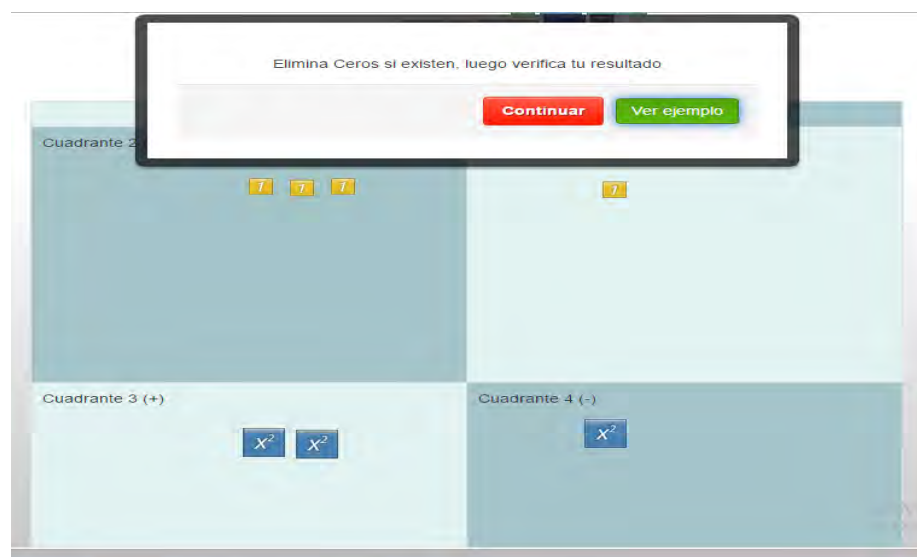 Elimina Ceros si existen, luego verifica tu resultado
Continuar Ver ejemplo
Cuadrante 2
1 1 1 1
Cuadrante 3 (+) Cuadrante 4 (-)
X² X² X²